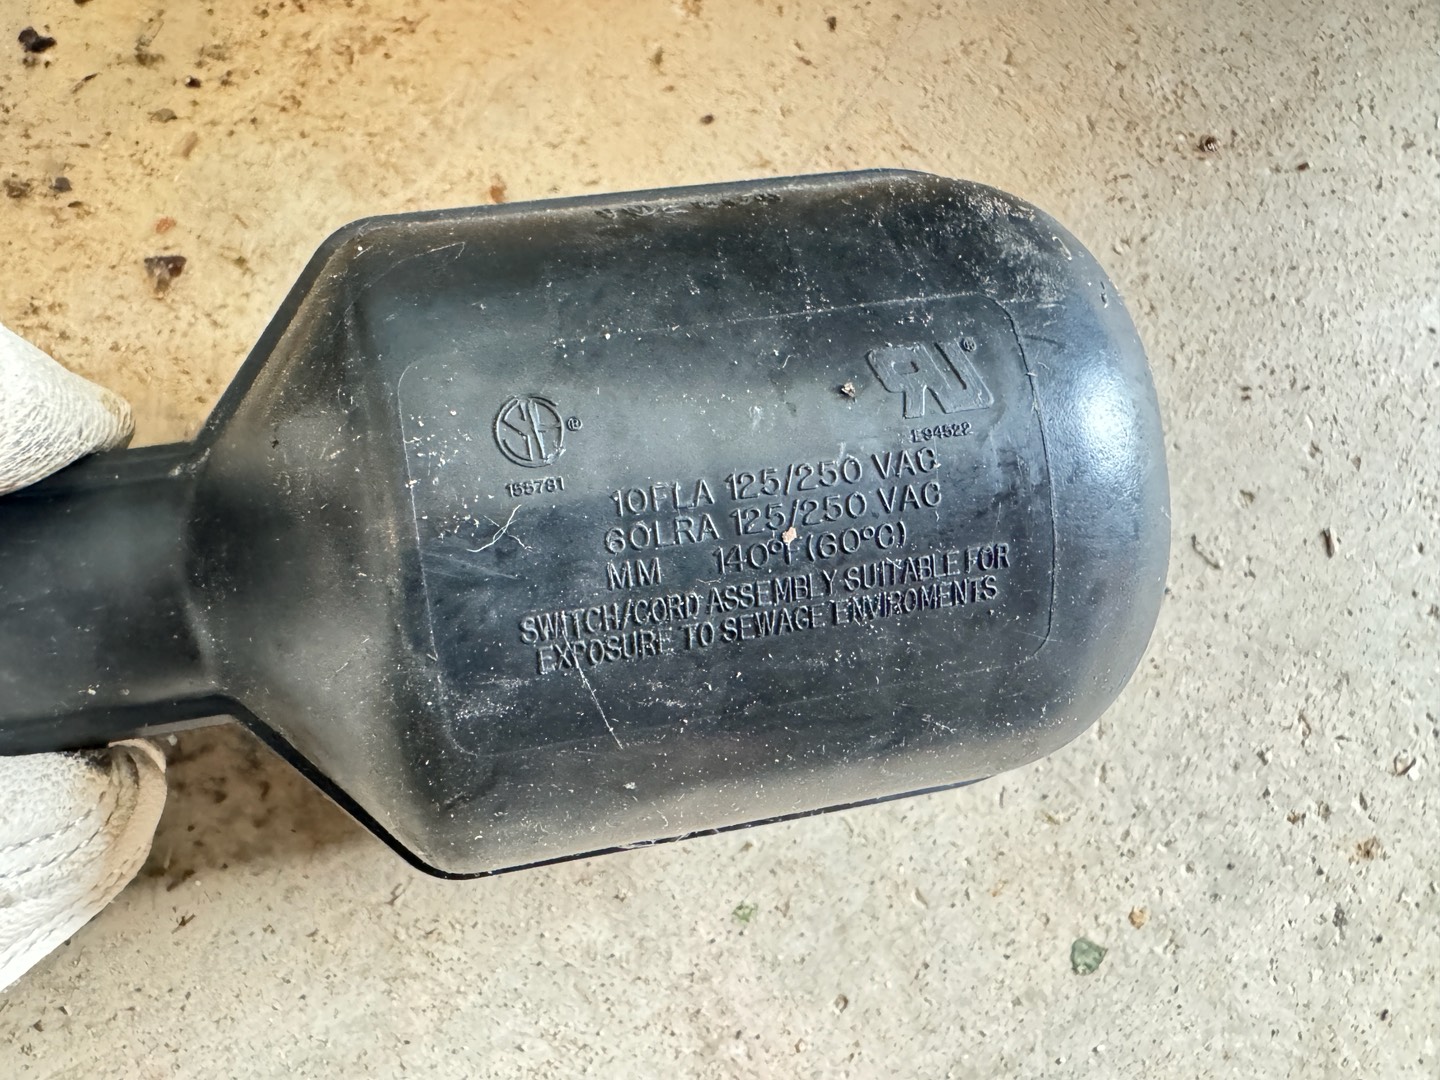 ®
155781
®
E94522
10FLA 125/250 VAC
60LRA 125/250 VAC
MM 140°F (60°C)
SWITCH/CORD ASSEMBLY SUITABLE FOR
EXPOSURE TO SEWAGE ENVIROMENTS